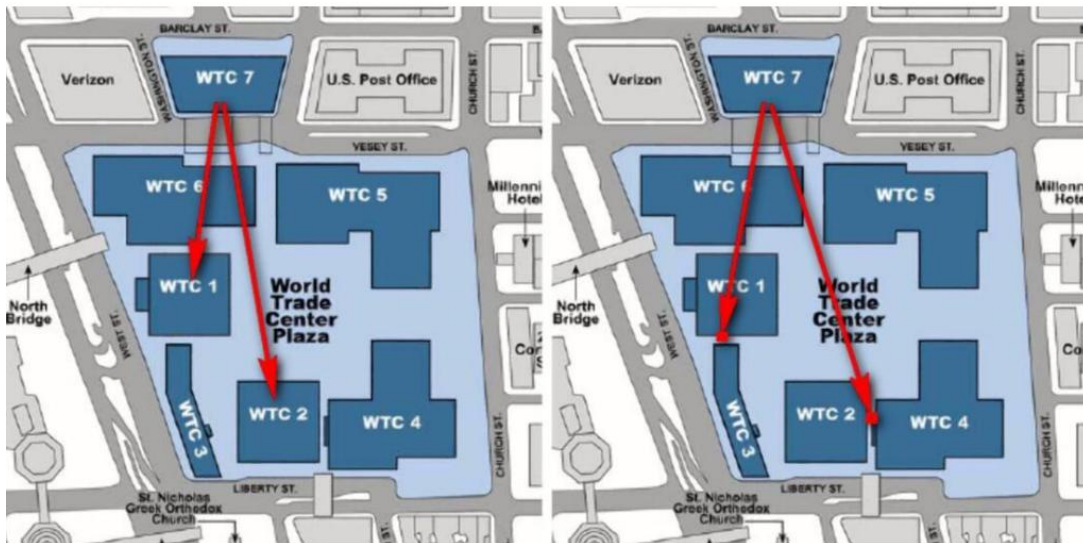 BARCLAY ST.
WTC 7
Verizon
U.S. Post Office
WASHINGTON ST.
CHURCH ST.
VESEY ST.
WTC 6
WTC 5
Millenni
Hotel
WTC 1
World
Trade
Center
Plaza
North
Bridge
WEST ST.
WTC 2
WTC 4
WTC 3
CHURCH ST.
LIBERTY ST.
St. Nicholas
Greek Orthodox
Church
BARCLAY ST.
WTC 7
Verizon
U.S. Post Office
WASHINGTON ST.
CHURCH ST.
VESEY ST.
WTC 5
Millenni
Hotel
WTC 1
World
Trade
Center
Plaza
North
Bridge
WEST ST.
WTC 2
WTC 4
WTC 3
CHURCH ST.
LIBERTY ST.
St. Nicholas
Greek Orthodox
Church